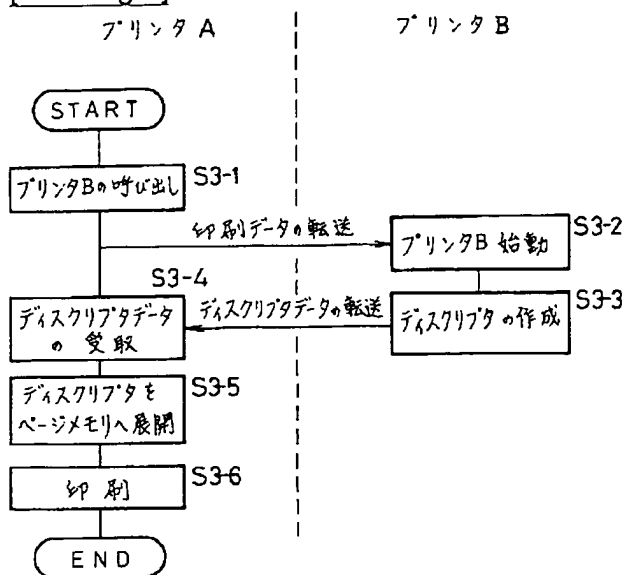 プリンタA
プリンタB
START
プリンタBの呼び出し
S3-1
印刷データの転送
プリンタB 始動
S3-2
S3-4
ディスクリプタデータ
の 受取
ディスクリプタデータの転送
ディスクリプタの作成
S3-3
ディスクリプタを
ページメモリへ展開
S3-5
印 刷
S3-6
END